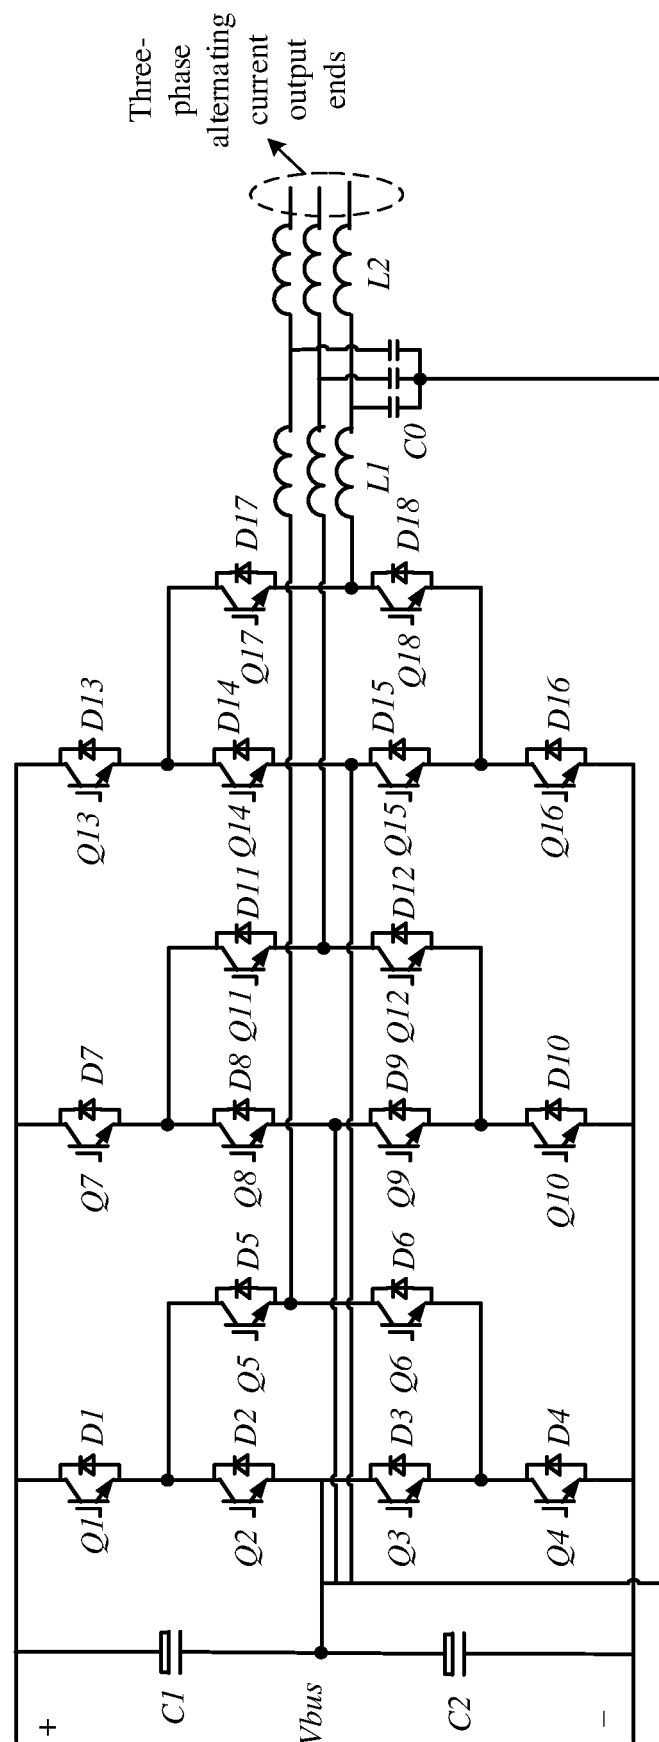 Three-
phase
alternating
current
output
ends
L2
C0
L1
D17
Q17
D18
Q18
D13
Q13
D14
Q14
D15
Q15
D16
Q16
D11
Q11
D12
Q12
D7
Q7
D8
Q8
D9
Q9
D10
Q10
D5
Q5
D6
Q6
D1
Q1
D2
Q2
D3
Q3
D4
Q4
C1
C2
+
Vbus
−